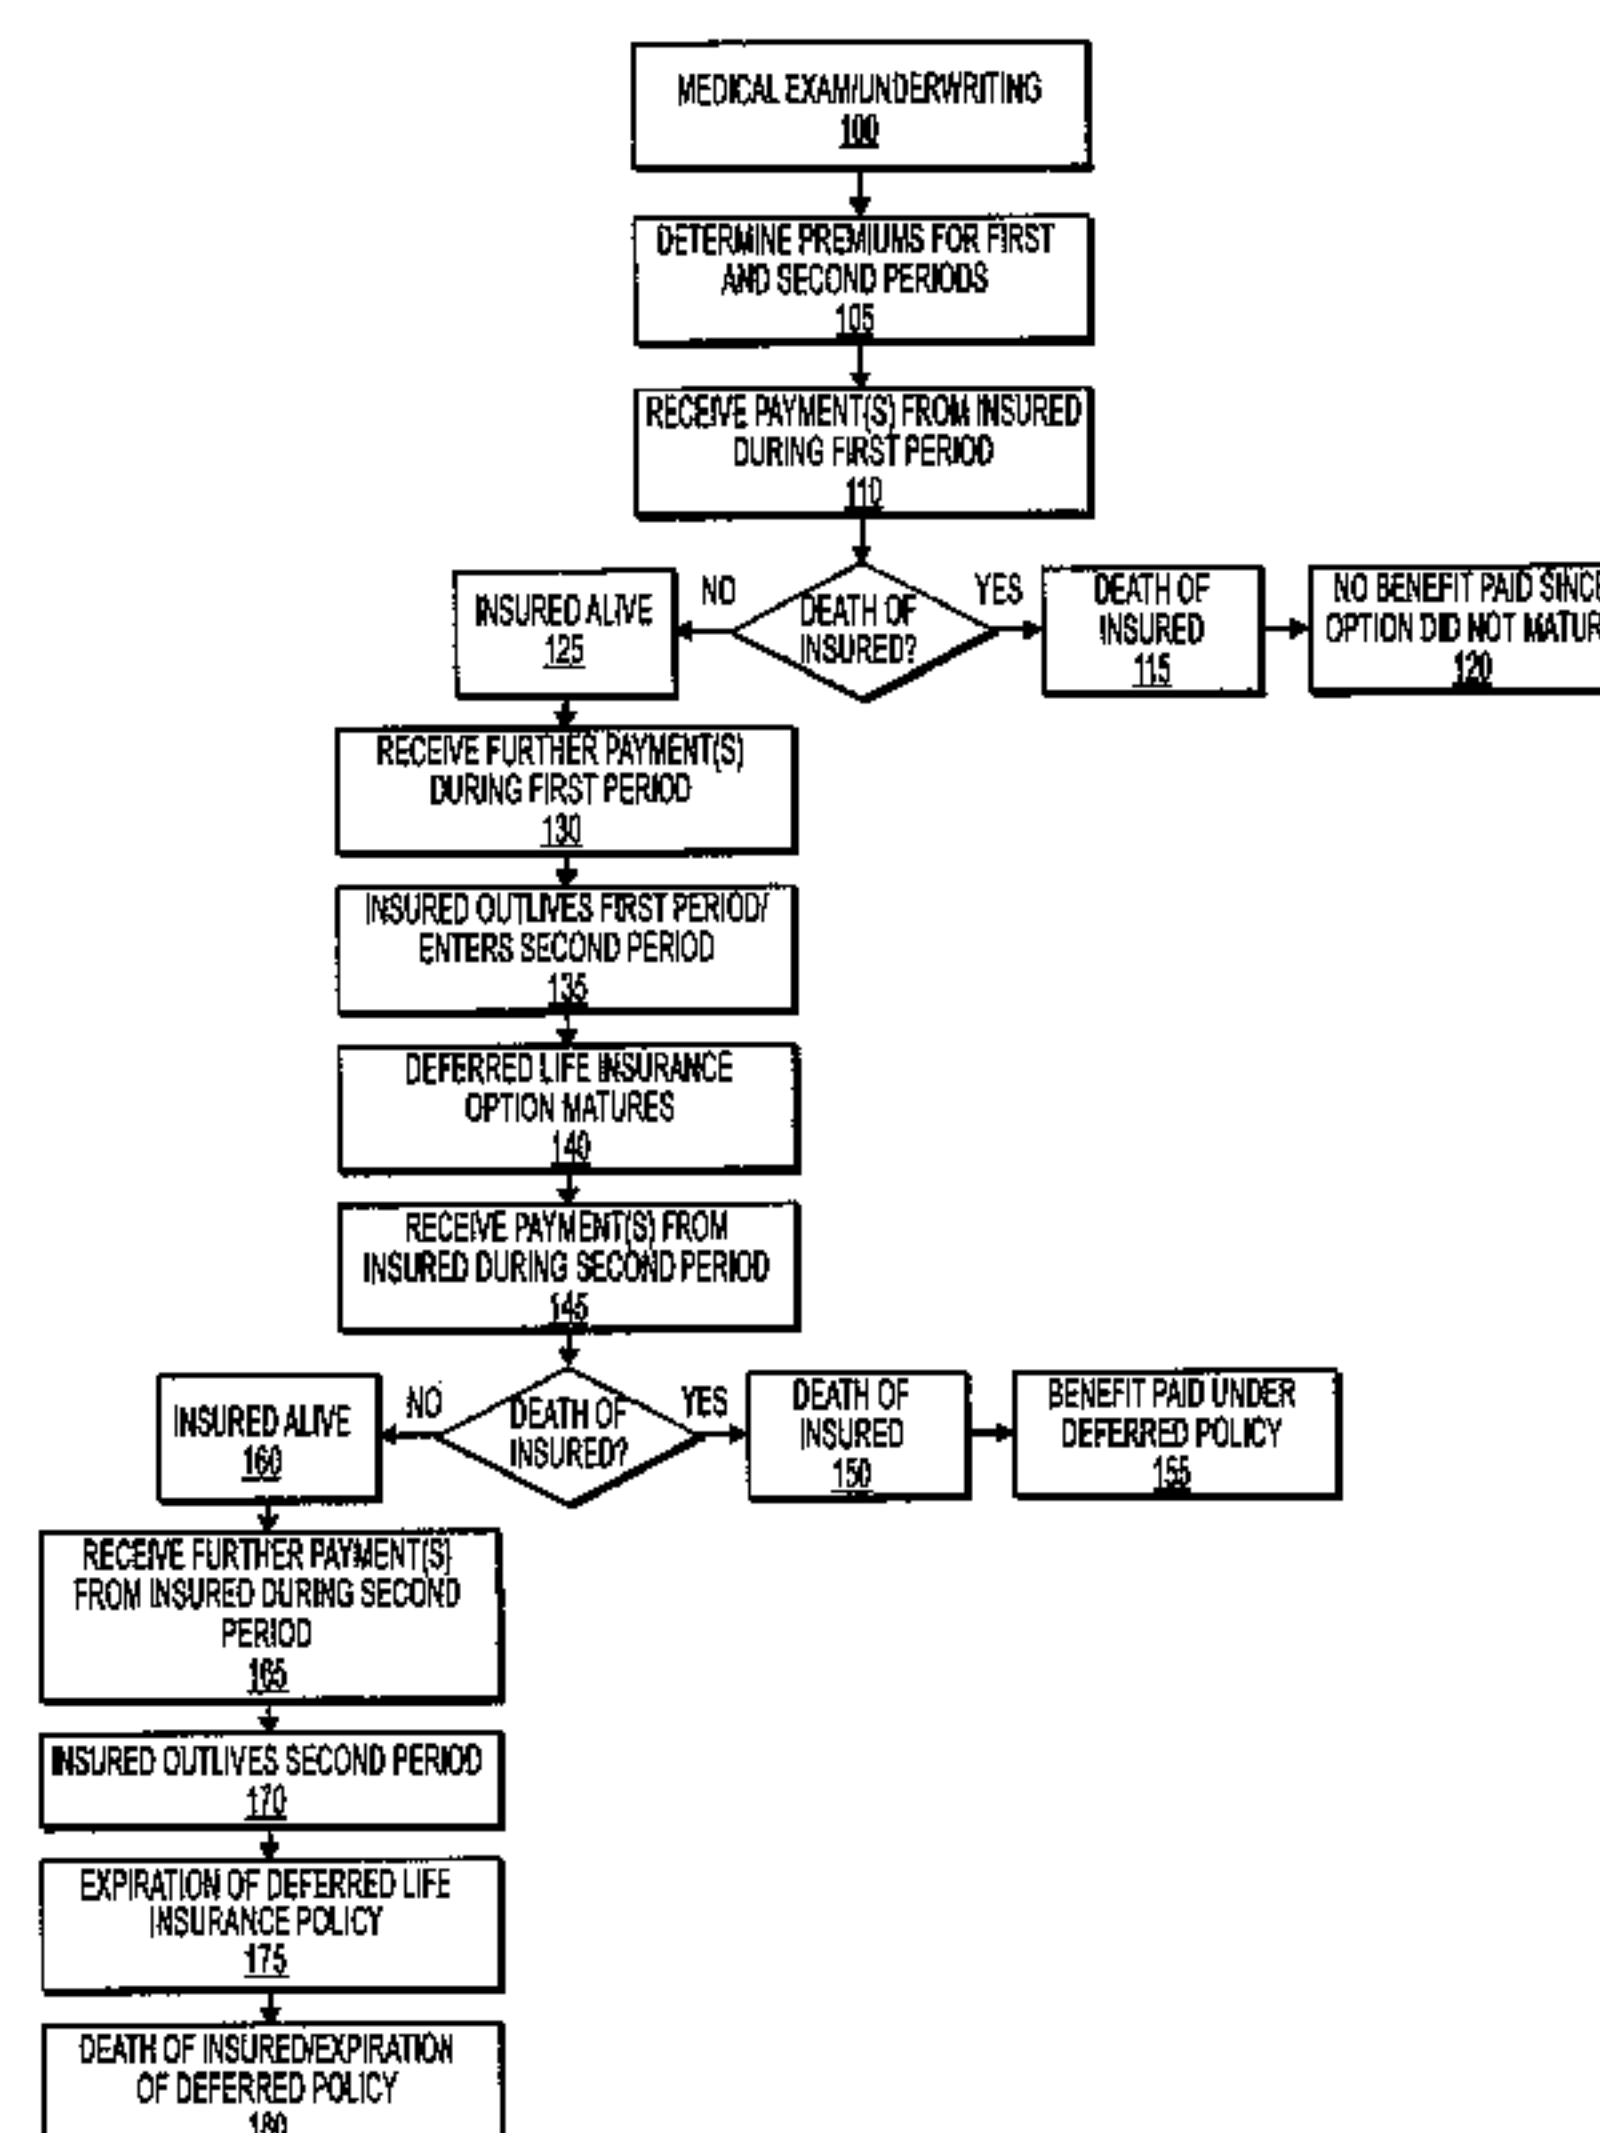 MEDICAL EXAM/UNDERWRITING
100
DETERMINE PREMIUMS FOR FIRST
AND SECOND PERIODS
105
RECEIVE PAYMENT(S) FROM INSURED
DURING FIRST PERIOD
110
INSURED ALIVE
125
NO
DEATH OF
INSURED?
YES
DEATH OF
INSURED
115
NO BENEFIT PAID SINCE
OPTION DID NOT MATUR
120
RECEIVE FURTHER PAYMENT(S)
DURING FIRST PERIOD
130
INSURED OUTLIVES FIRST PERIOD/
ENTERS SECOND PERIOD
135
DEFERRED LIFE INSURANCE
OPTION MATURES
140
RECEIVE PAYMENT(S) FROM
INSURED DURING SECOND PERIOD
145
INSURED ALIVE
160
NO
DEATH OF
INSURED?
YES
DEATH OF
INSURED
150
BENEFIT PAID UNDER
DEFERRED POLICY
155
RECEIVE FURTHER PAYMENT(S)
FROM INSURED DURING SECOND
PERIOD
165
INSURED OUTLIVES SECOND PERIOD
170
EXPIRATION OF DEFERRED LIFE
INSURANCE POLICY
175
DEATH OF INSURED/EXPIRATION
OF DEFERRED POLICY
180